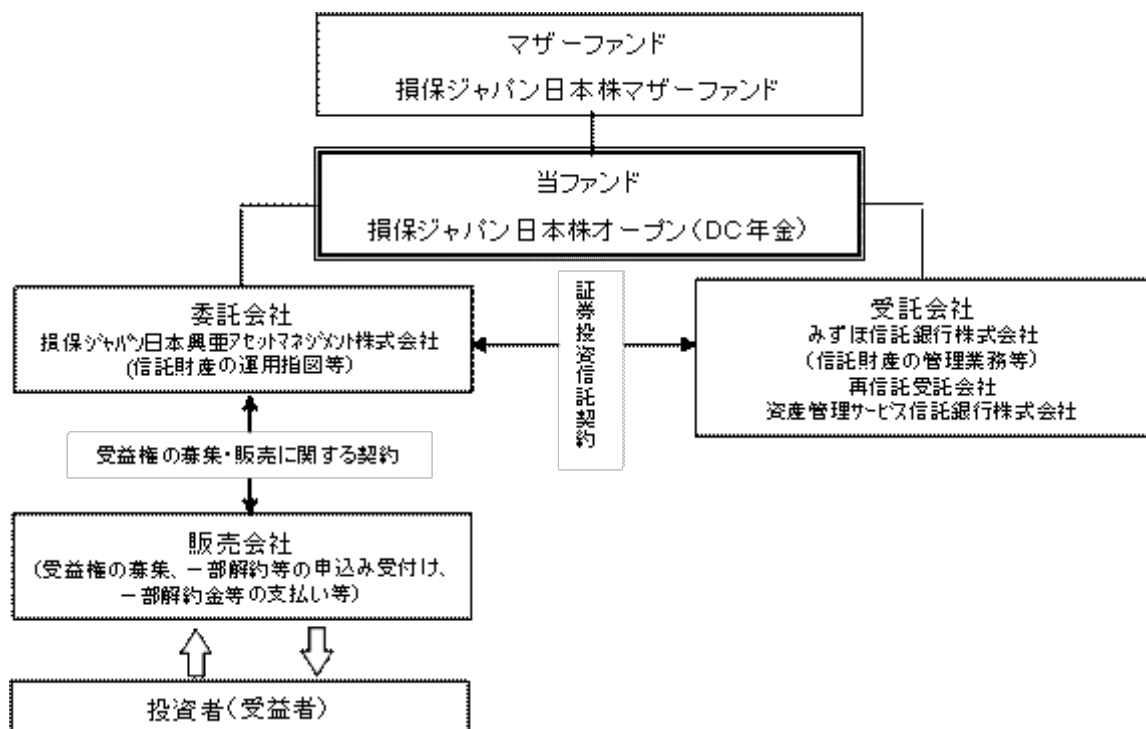 マザーファンド
損保ジャパン日本株マザーファンド
当ファンド
損保ジャパン日本株オープン(DC年金)
委託会社
損保ジャパン日本興亜アセットマネジメント株式会社
(信託財産の運用指図等)
証券投資信託契約
受託会社
みずほ信託銀行株式会社
(信託財産の管理業務等)
再信託受託会社
資産管理サービス信託銀行株式会社
受益権の募集・販売に関する契約
販売会社
(受益権の募集、一部解約等の申込み受付け、
一部解約金等の支払い等)
投資者(受益者)